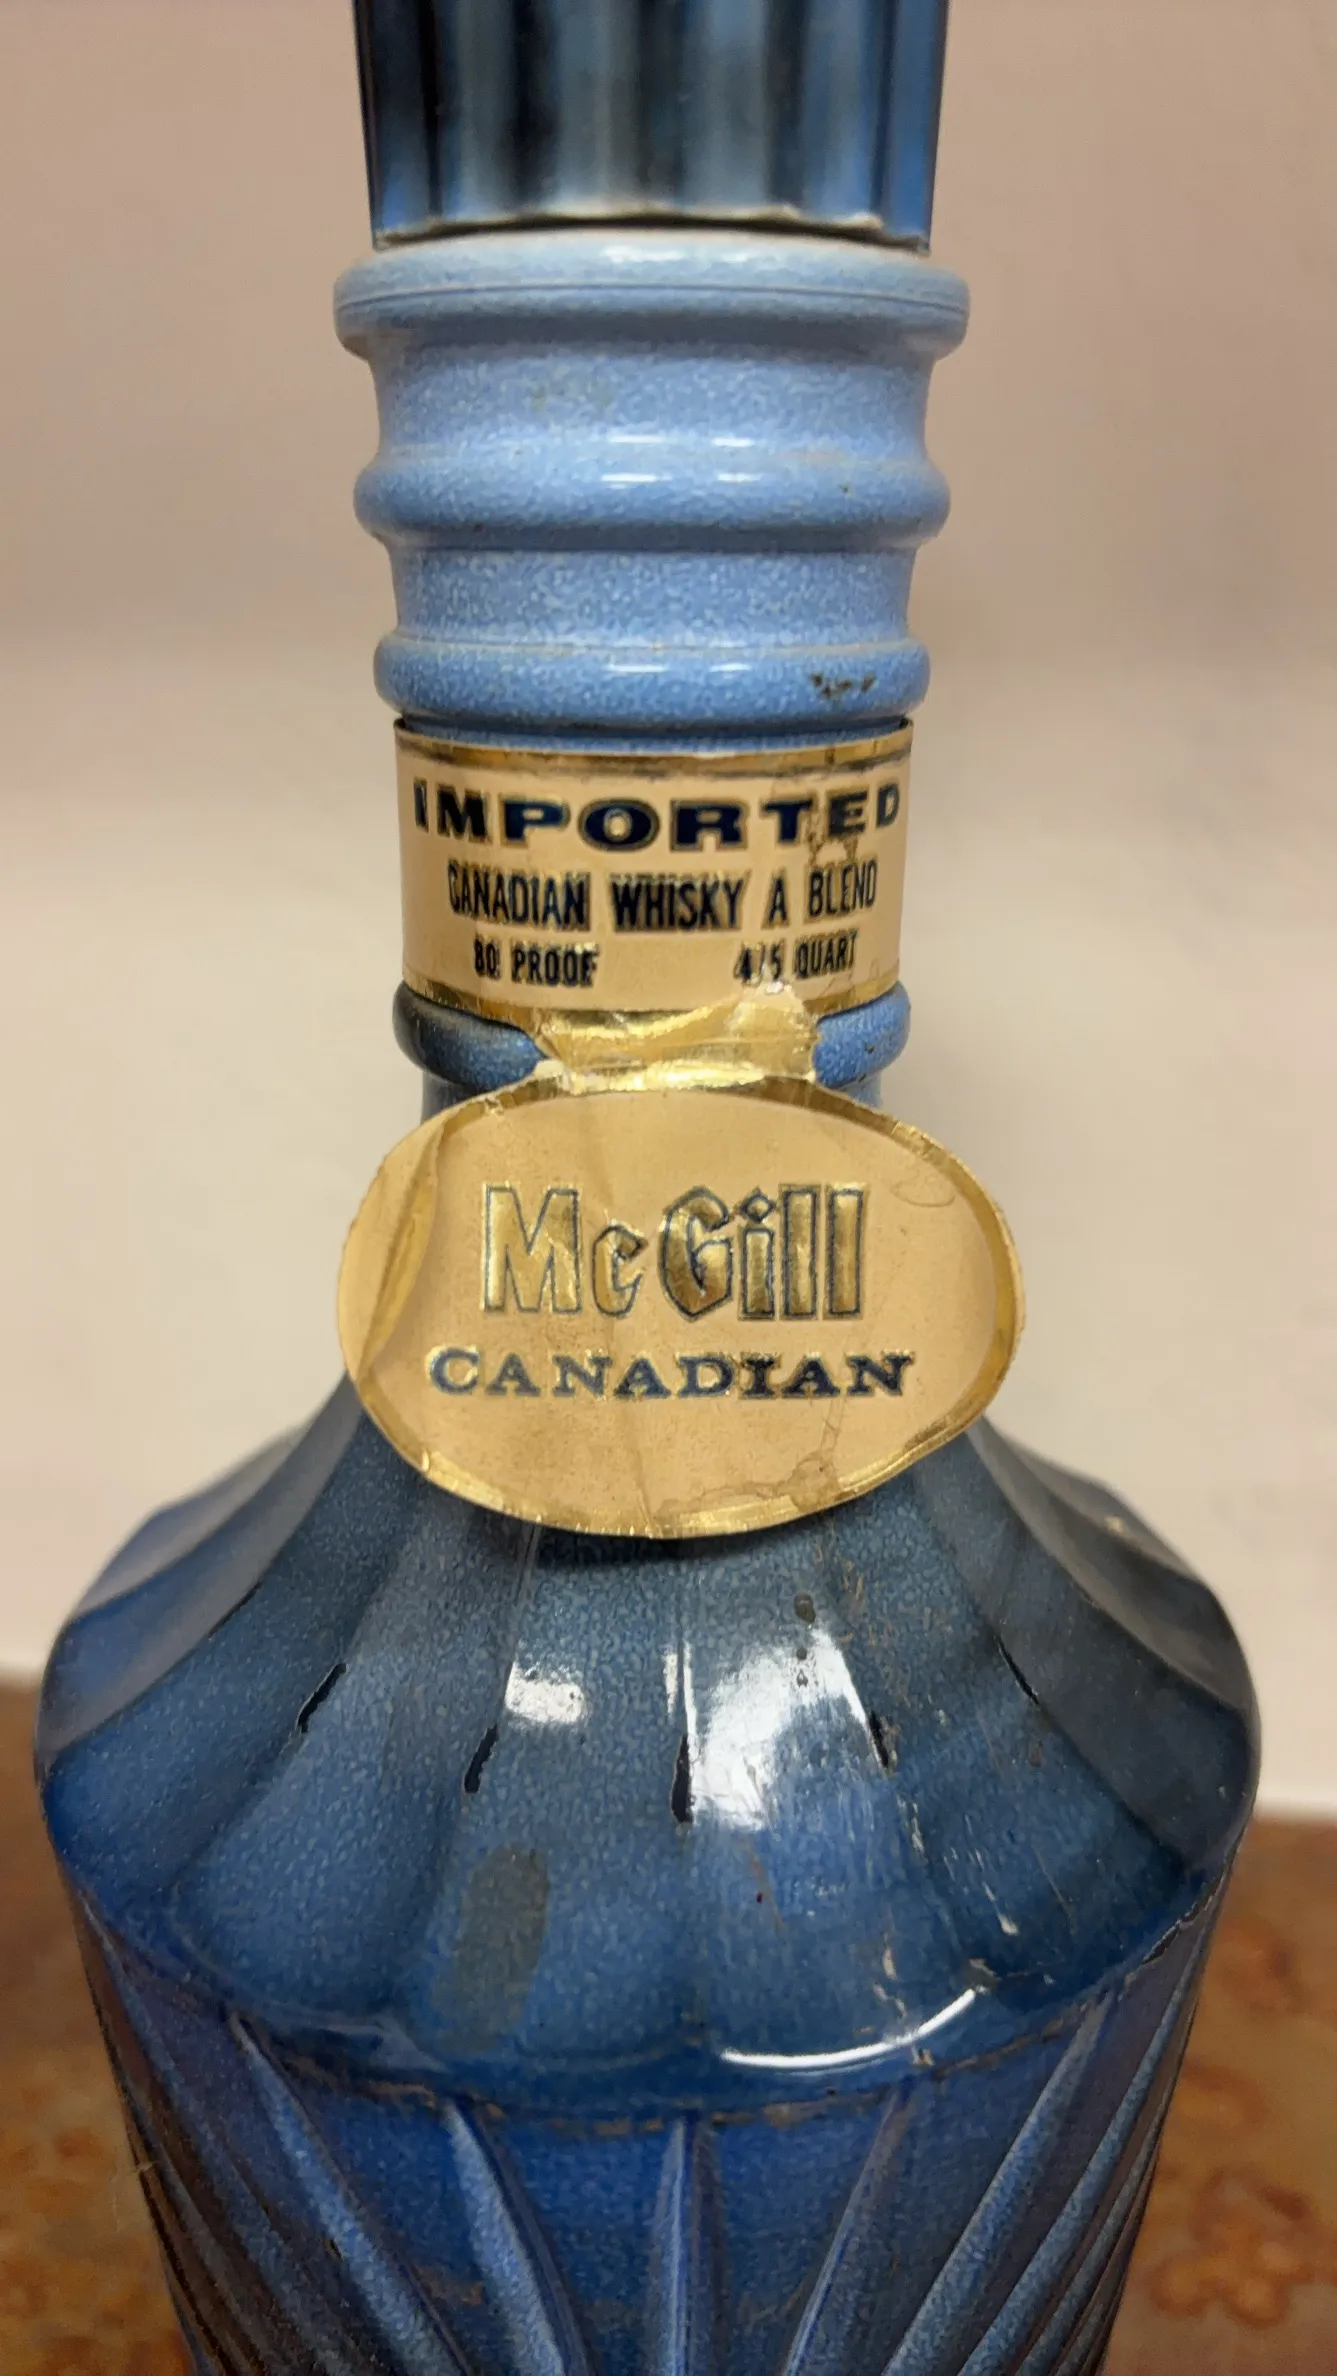 IMPORTED
CANADIAN WHISKY A BLEND
80 PROOF 4/5 QUART
McGill
CANADIAN